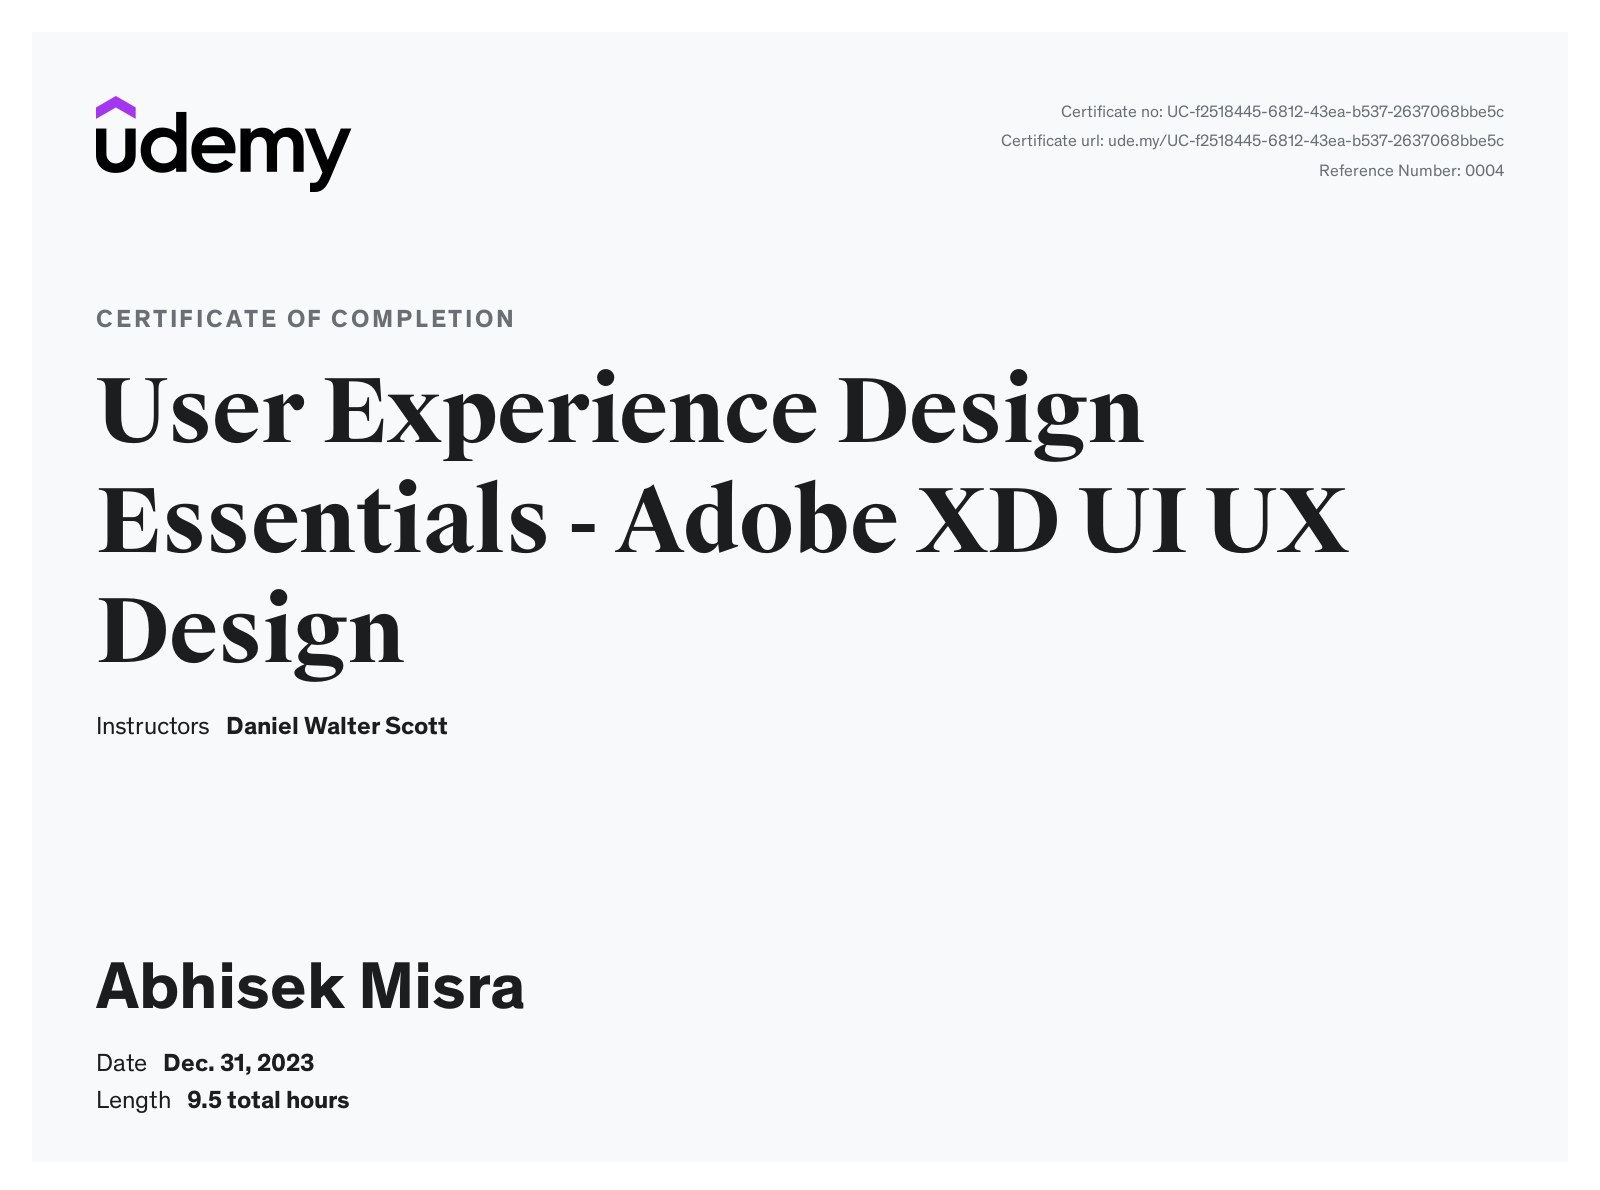 udemy
Certificate no: UC-f2518445-6812-43ea-b537-2637068bbe5c
Certificate url: ude.my/UC-f2518445-6812-43ea-b537-2637068bbe5c
Reference Number: 0004
CERTIFICATE OF COMPLETION
User Experience Design
Essentials - Adobe XD UI UX
Design
Instructors Daniel Walter Scott
Abhisek Misra
Date Dec. 31, 2023
Length 9.5 total hours